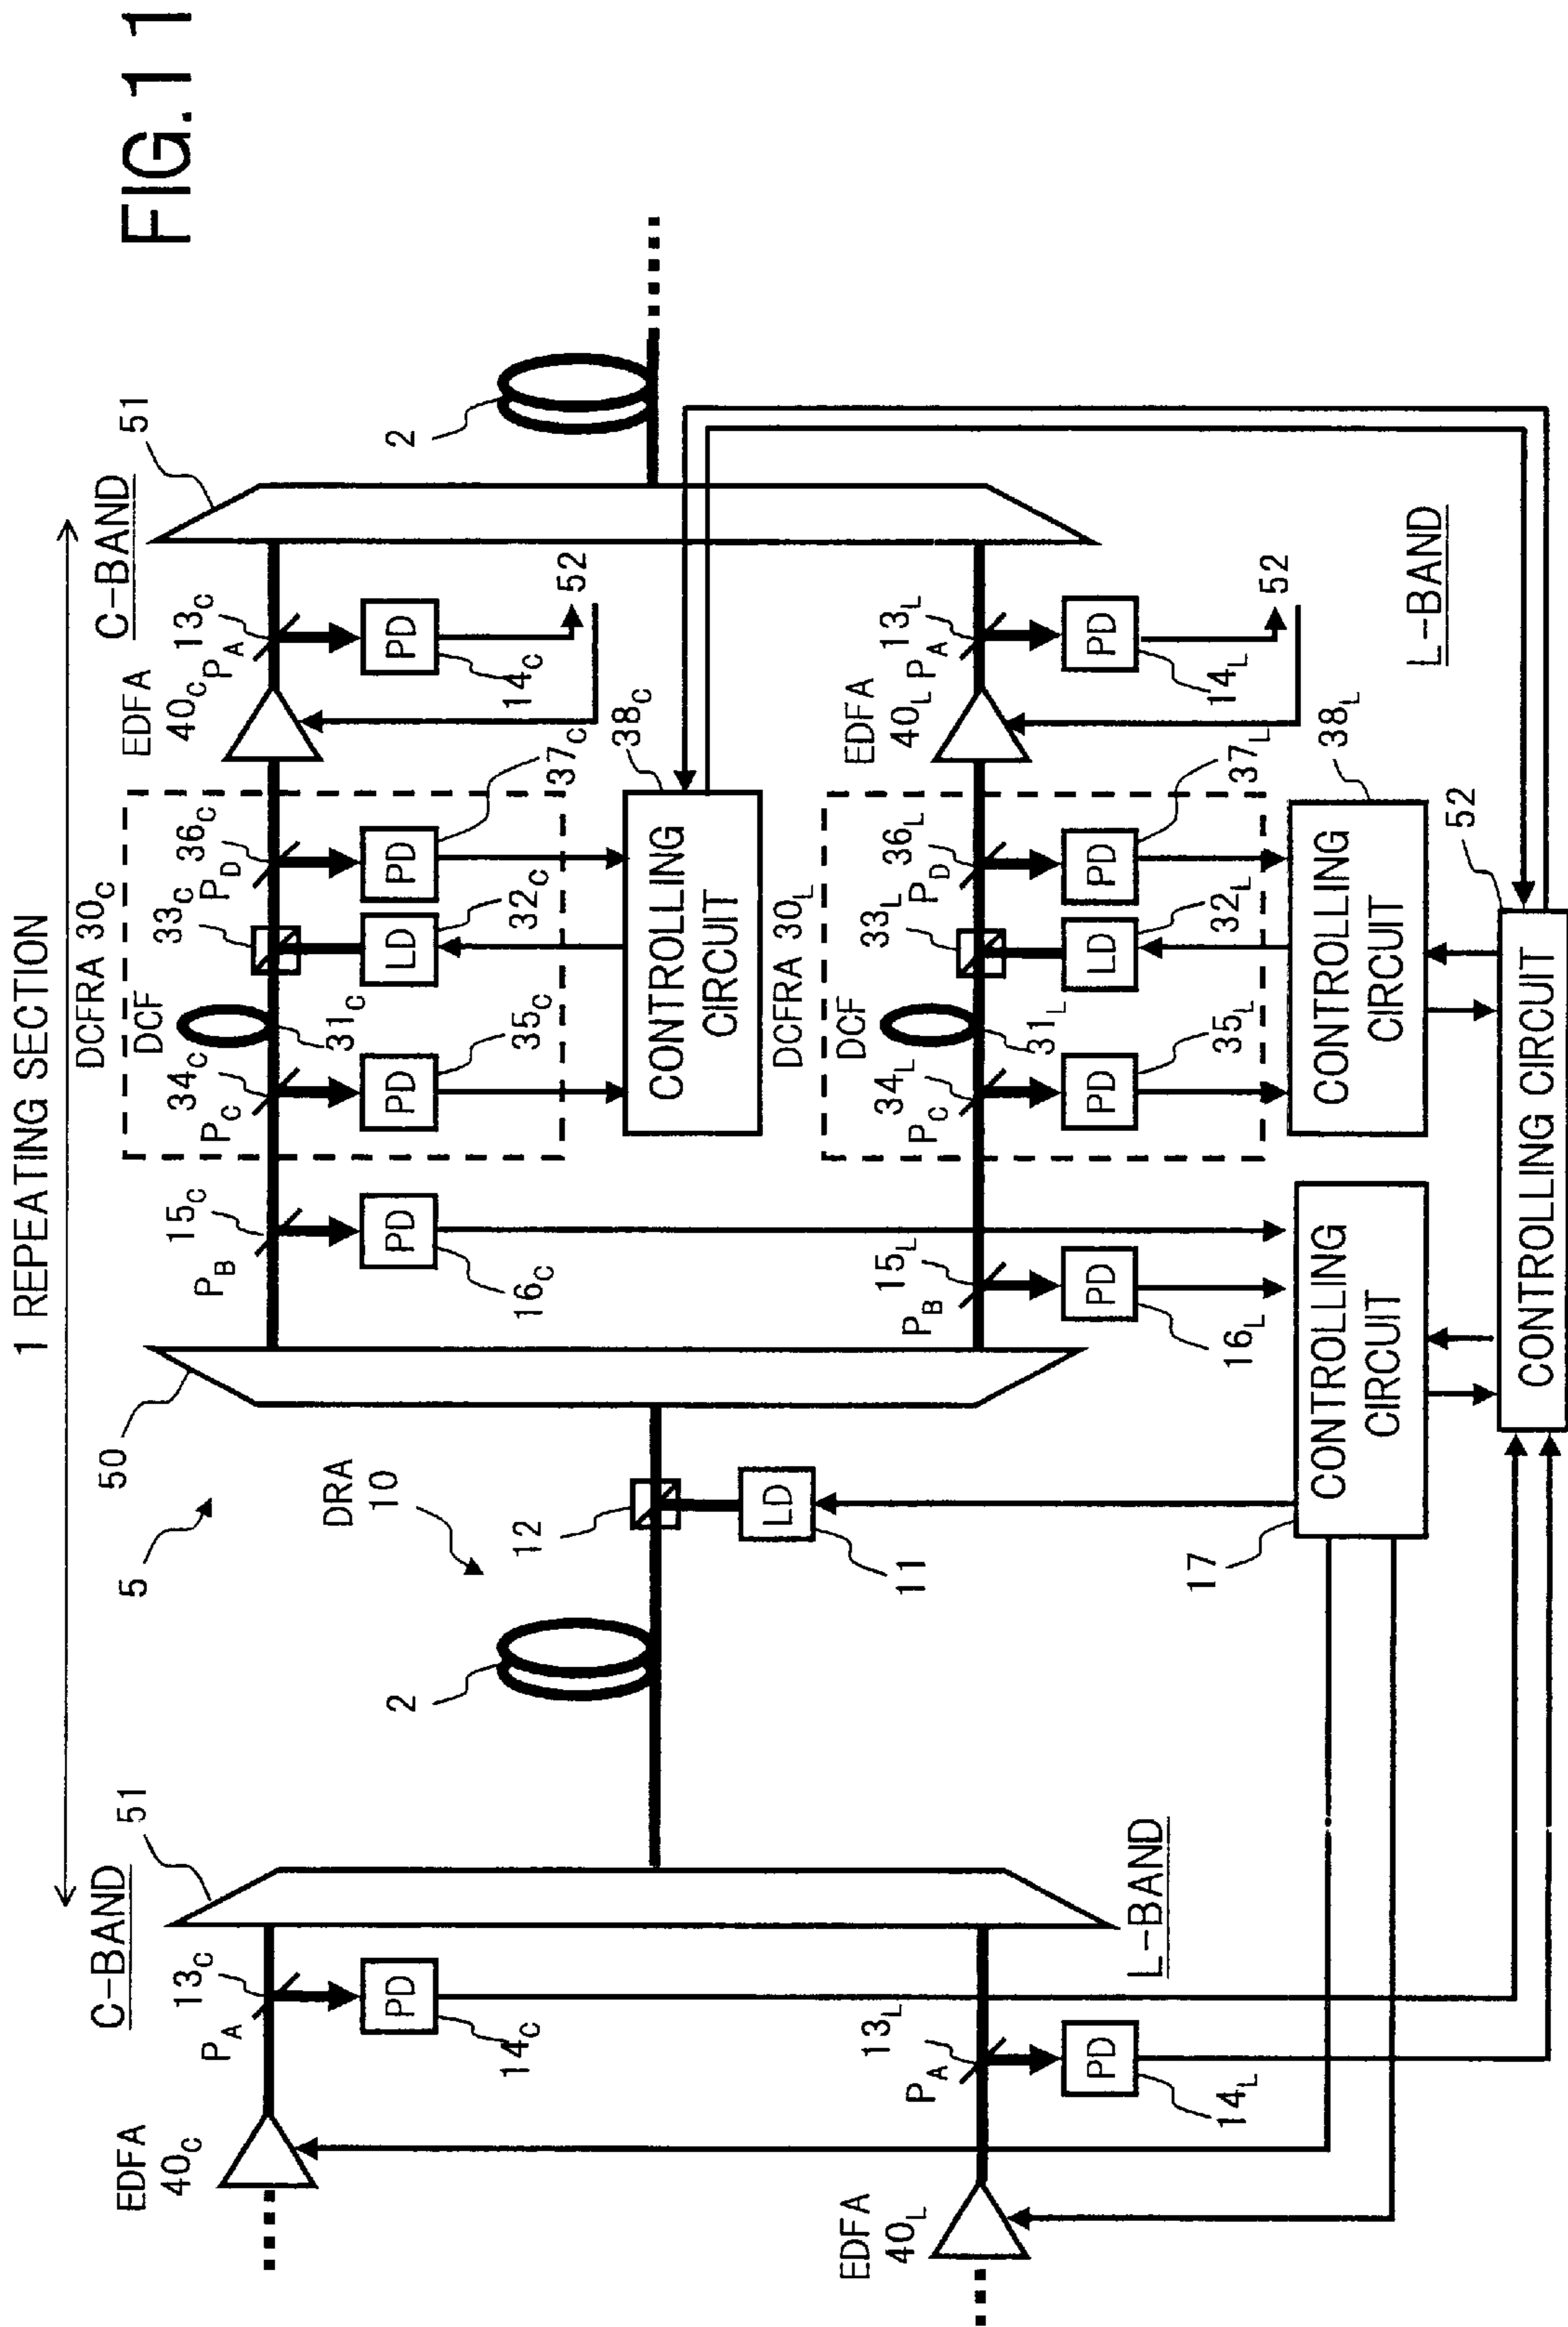 FIG.11
1 REPEATING SECTION
C-BAND
51
C-BAND
51
5
50
DCFRA 30C
DCF
EDFA
40C
PA
13C
PD
14C
2
DRA
10
12
LD
11
PB
15C
PD
16C
PC
34C
PD
35C
31C
33C
LD
32C
PD
36C
PD
37C
CONTROLLING
CIRCUIT
38C
EDFA
40C
PA
13C
PD
14C
52
2
EDFA
40L
PA
13L
PD
14L
L-BAND
PB
15L
PD
16L
DCFRA 30L
DCF
PC
34L
PD
35L
31L
33L
LD
32L
PD
36L
PD
37L
EDFA
40L
PA
13L
PD
14L
52
L-BAND
17
CONTROLLING
CIRCUIT
CONTROLLING
CIRCUIT
38L
CONTROLLING CIRCUIT
52